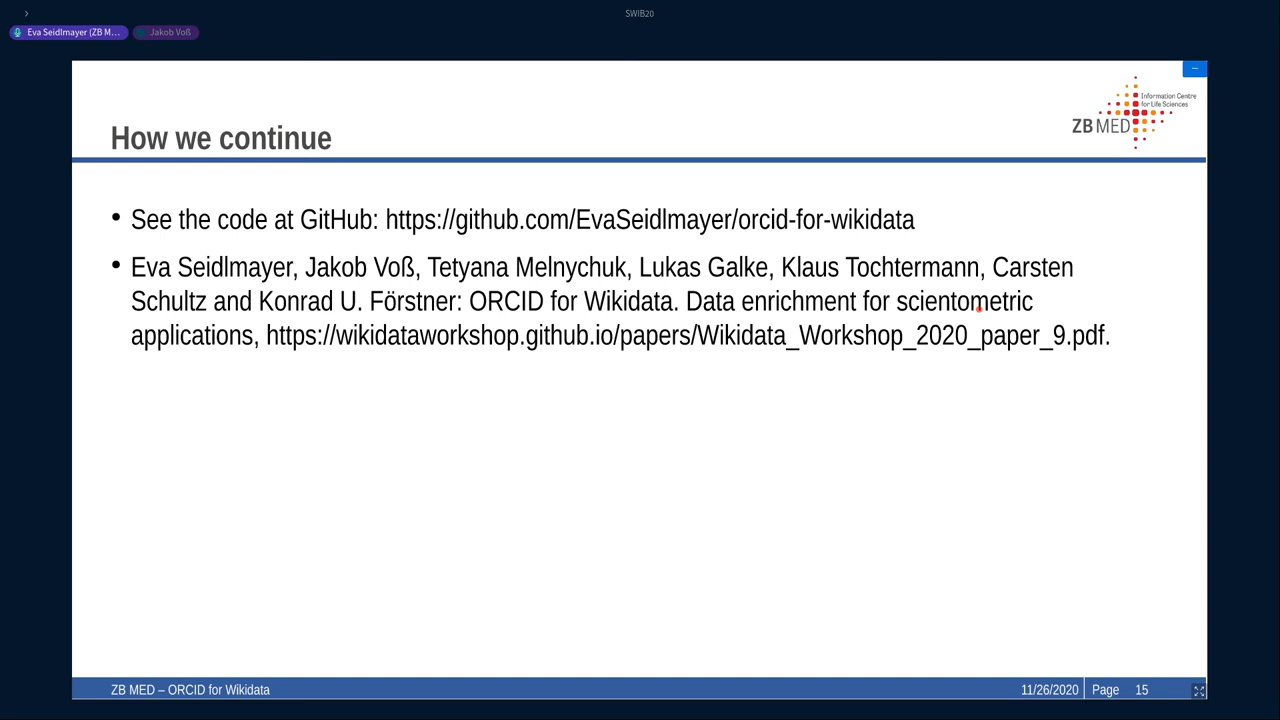 SWIB20
Eva Seidlmayer (ZB M...
Jakob Voß
Information Centre
for Life Sciences
ZB MED
How we continue
• See the code at GitHub: https://github.com/EvaSeidlmayer/orcid-for-wikidata
• Eva Seidlmayer, Jakob Voß, Tetyana Melnychuk, Lukas Galke, Klaus Tochtermann, Carsten
Schultz and Konrad U. Förstner: ORCID for Wikidata. Data enrichment for scientometric
applications, https://wikidataworkshop.github.io/papers/Wikidata_Workshop_2020_paper_9.pdf.
ZB MED – ORCID for Wikidata
11/26/2020
Page 15